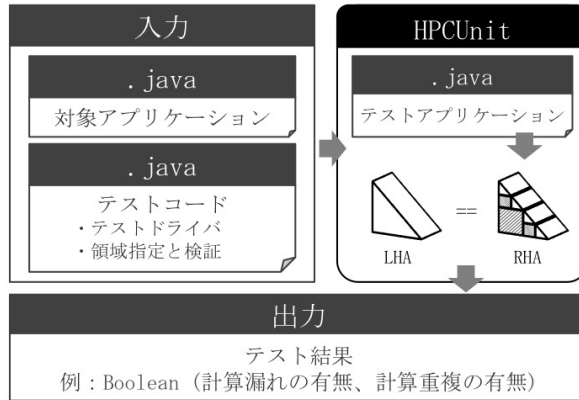 入力
.java
対象アプリケーション
.java
テストコード
・テストドライバ
・領域指定と検証
HPCUnit
.java
テストアプリケーション
==
LHA
RHA
出力
テスト結果
例：Boolean（計算漏れの有無、計算重複の有無）